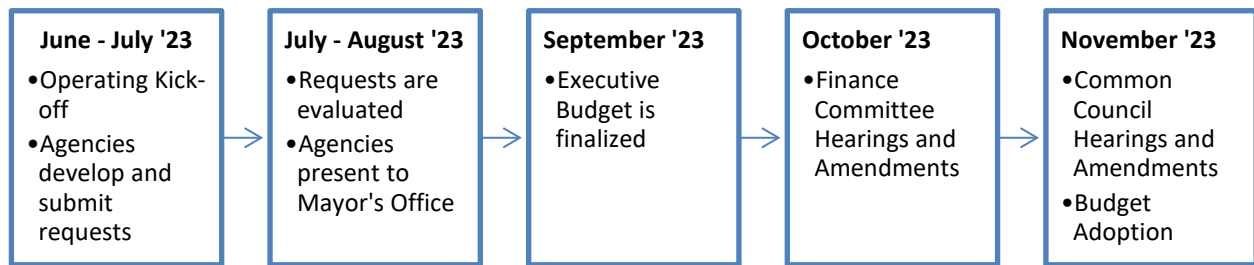 June - July '23
•Operating Kick-
off
•Agencies
develop and
submit
requests
July - August '23
•Requests are
evaluated
•Agencies
present to
Mayor's Office
September '23
•Executive
Budget is
finalized
October '23
•Finance
Committee
Hearings and
Amendments
November '23
•Common
Council
Hearings and
Amendments
•Budget
Adoption